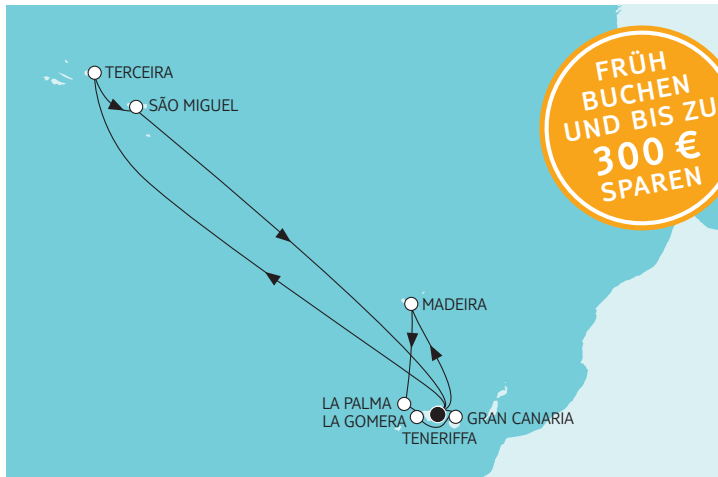 TERCEIRA
SÃO MIGUEL
FRÜH
BUCHEN
UND BIS ZU
300 €
SPAREN
MADEIRA
LA PALMA
LA GOMERA
GRAN CANARIA
TENERIFFA